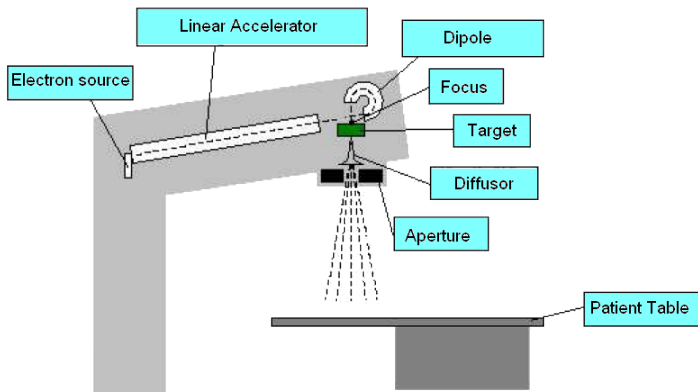 Linear Accelerator
Dipole
Electron source
Focus
Target
Diffusor
Aperture
Patient Table